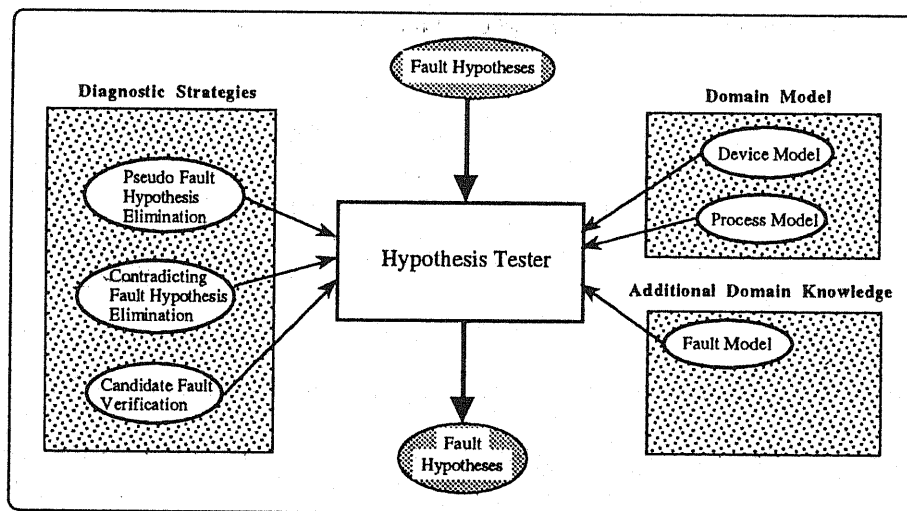 Fault Hypotheses
Diagnostic Strategies
Pseudo Fault
Hypothesis
Elimination
Contradicting
Fault Hypothesis
Elimination
Candidate Fault
Verification
Hypothesis Tester
Domain Model
Device Model
Process Model
Additional Domain Knowledge
Fault Model
Fault
Hypotheses